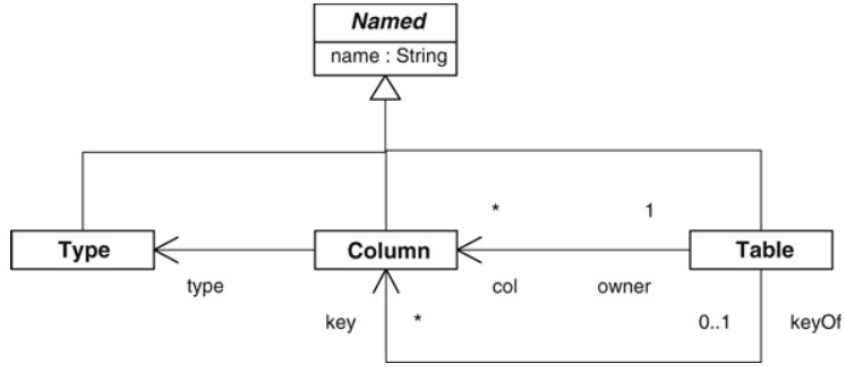 Named
name : String
* 1
Type Column Table
type col owner
key * 0..1 keyOf